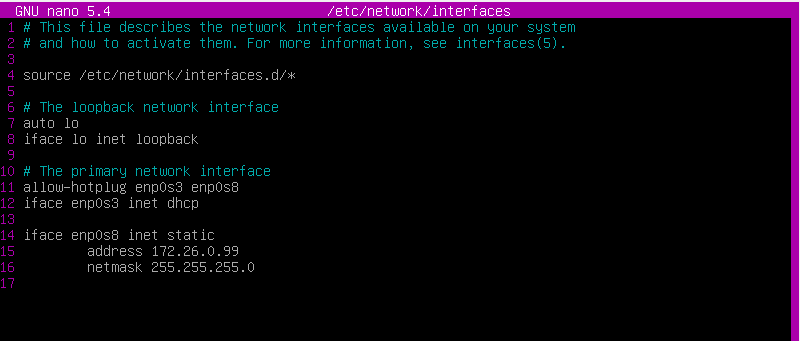 GNU nano 5.4 /etc/network/interfaces
1 # This file describes the network interfaces available on your system
2 # and how to activate them. For more information, see interfaces(5).
3
4 source /etc/network/interfaces.d/*
5
6 # The loopback network interface
7 auto lo
8 iface lo inet loopback
9
10 # The primary network interface
11 allow-hotplug enp0s3 enp0s8
12 iface enp0s3 inet dhcp
13
14 iface enp0s8 inet static
15         address 172.26.0.99
16         netmask 255.255.255.0
17